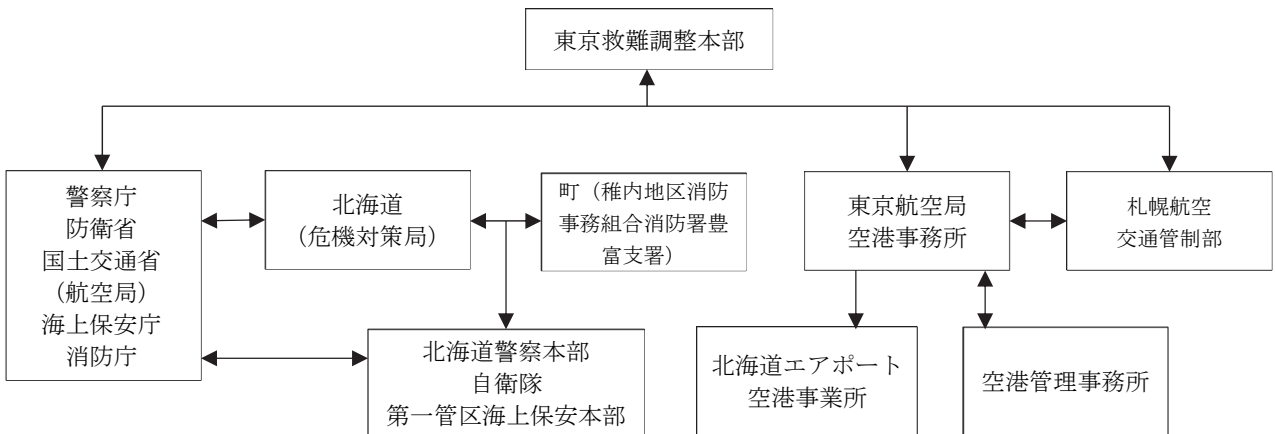 東京救難調整本部
警察庁
防衛省
国土交通省
（航空局）
海上保安庁
消防庁
北海道
（危機対策局）
町（稚内地区消防
事務組合消防署豊
富支署）
東京航空局
空港事務所
札幌航空
交通管制部
北海道警察本部
自衛隊
第一管区海上保安本部
北海道エアポート
空港事業所
空港管理事務所